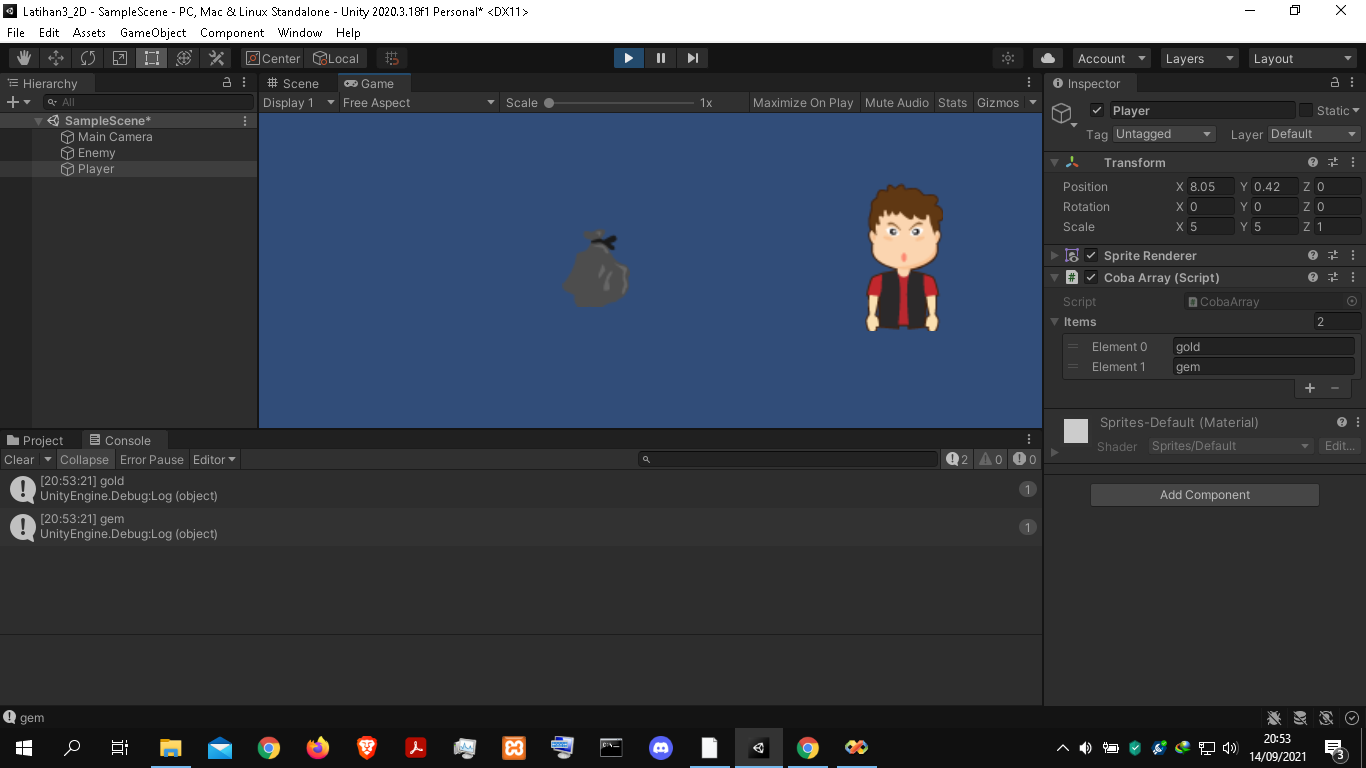 Latihan3_2D - SampleScene - PC, Mac & Linux Standalone - Unity 2020.3.18f1 Personal* <DX11>
File Edit Assets GameObject Component Window Help
Center Local Account Layers Layout
Hierarchy
All
SampleScene*
Main Camera
Enemy
Player
Scene Game
Display 1 Free Aspect Scale 1x Maximize On Play Mute Audio Stats Gizmos
Inspector
Player Static
Tag Untagged Layer Default
Transform
Position X 8.05 Y 0.42 Z 0
Rotation X 0 Y 0 Z 0
Scale X 5 Y 5 Z 1
Sprite Renderer
# Coba Array (Script)
Script CobaArray
Items 2
Element 0 gold
Element 1 gem
+ −
Sprites-Default (Material)
Shader Sprites/Default Edit...
Add Component
Project Console
Clear Collapse Error Pause Editor 2 0 0
[20:53:21] gold
UnityEngine.Debug:Log (object)
1
[20:53:21] gem
UnityEngine.Debug:Log (object)
1
gem
20:53
14/09/2021
3